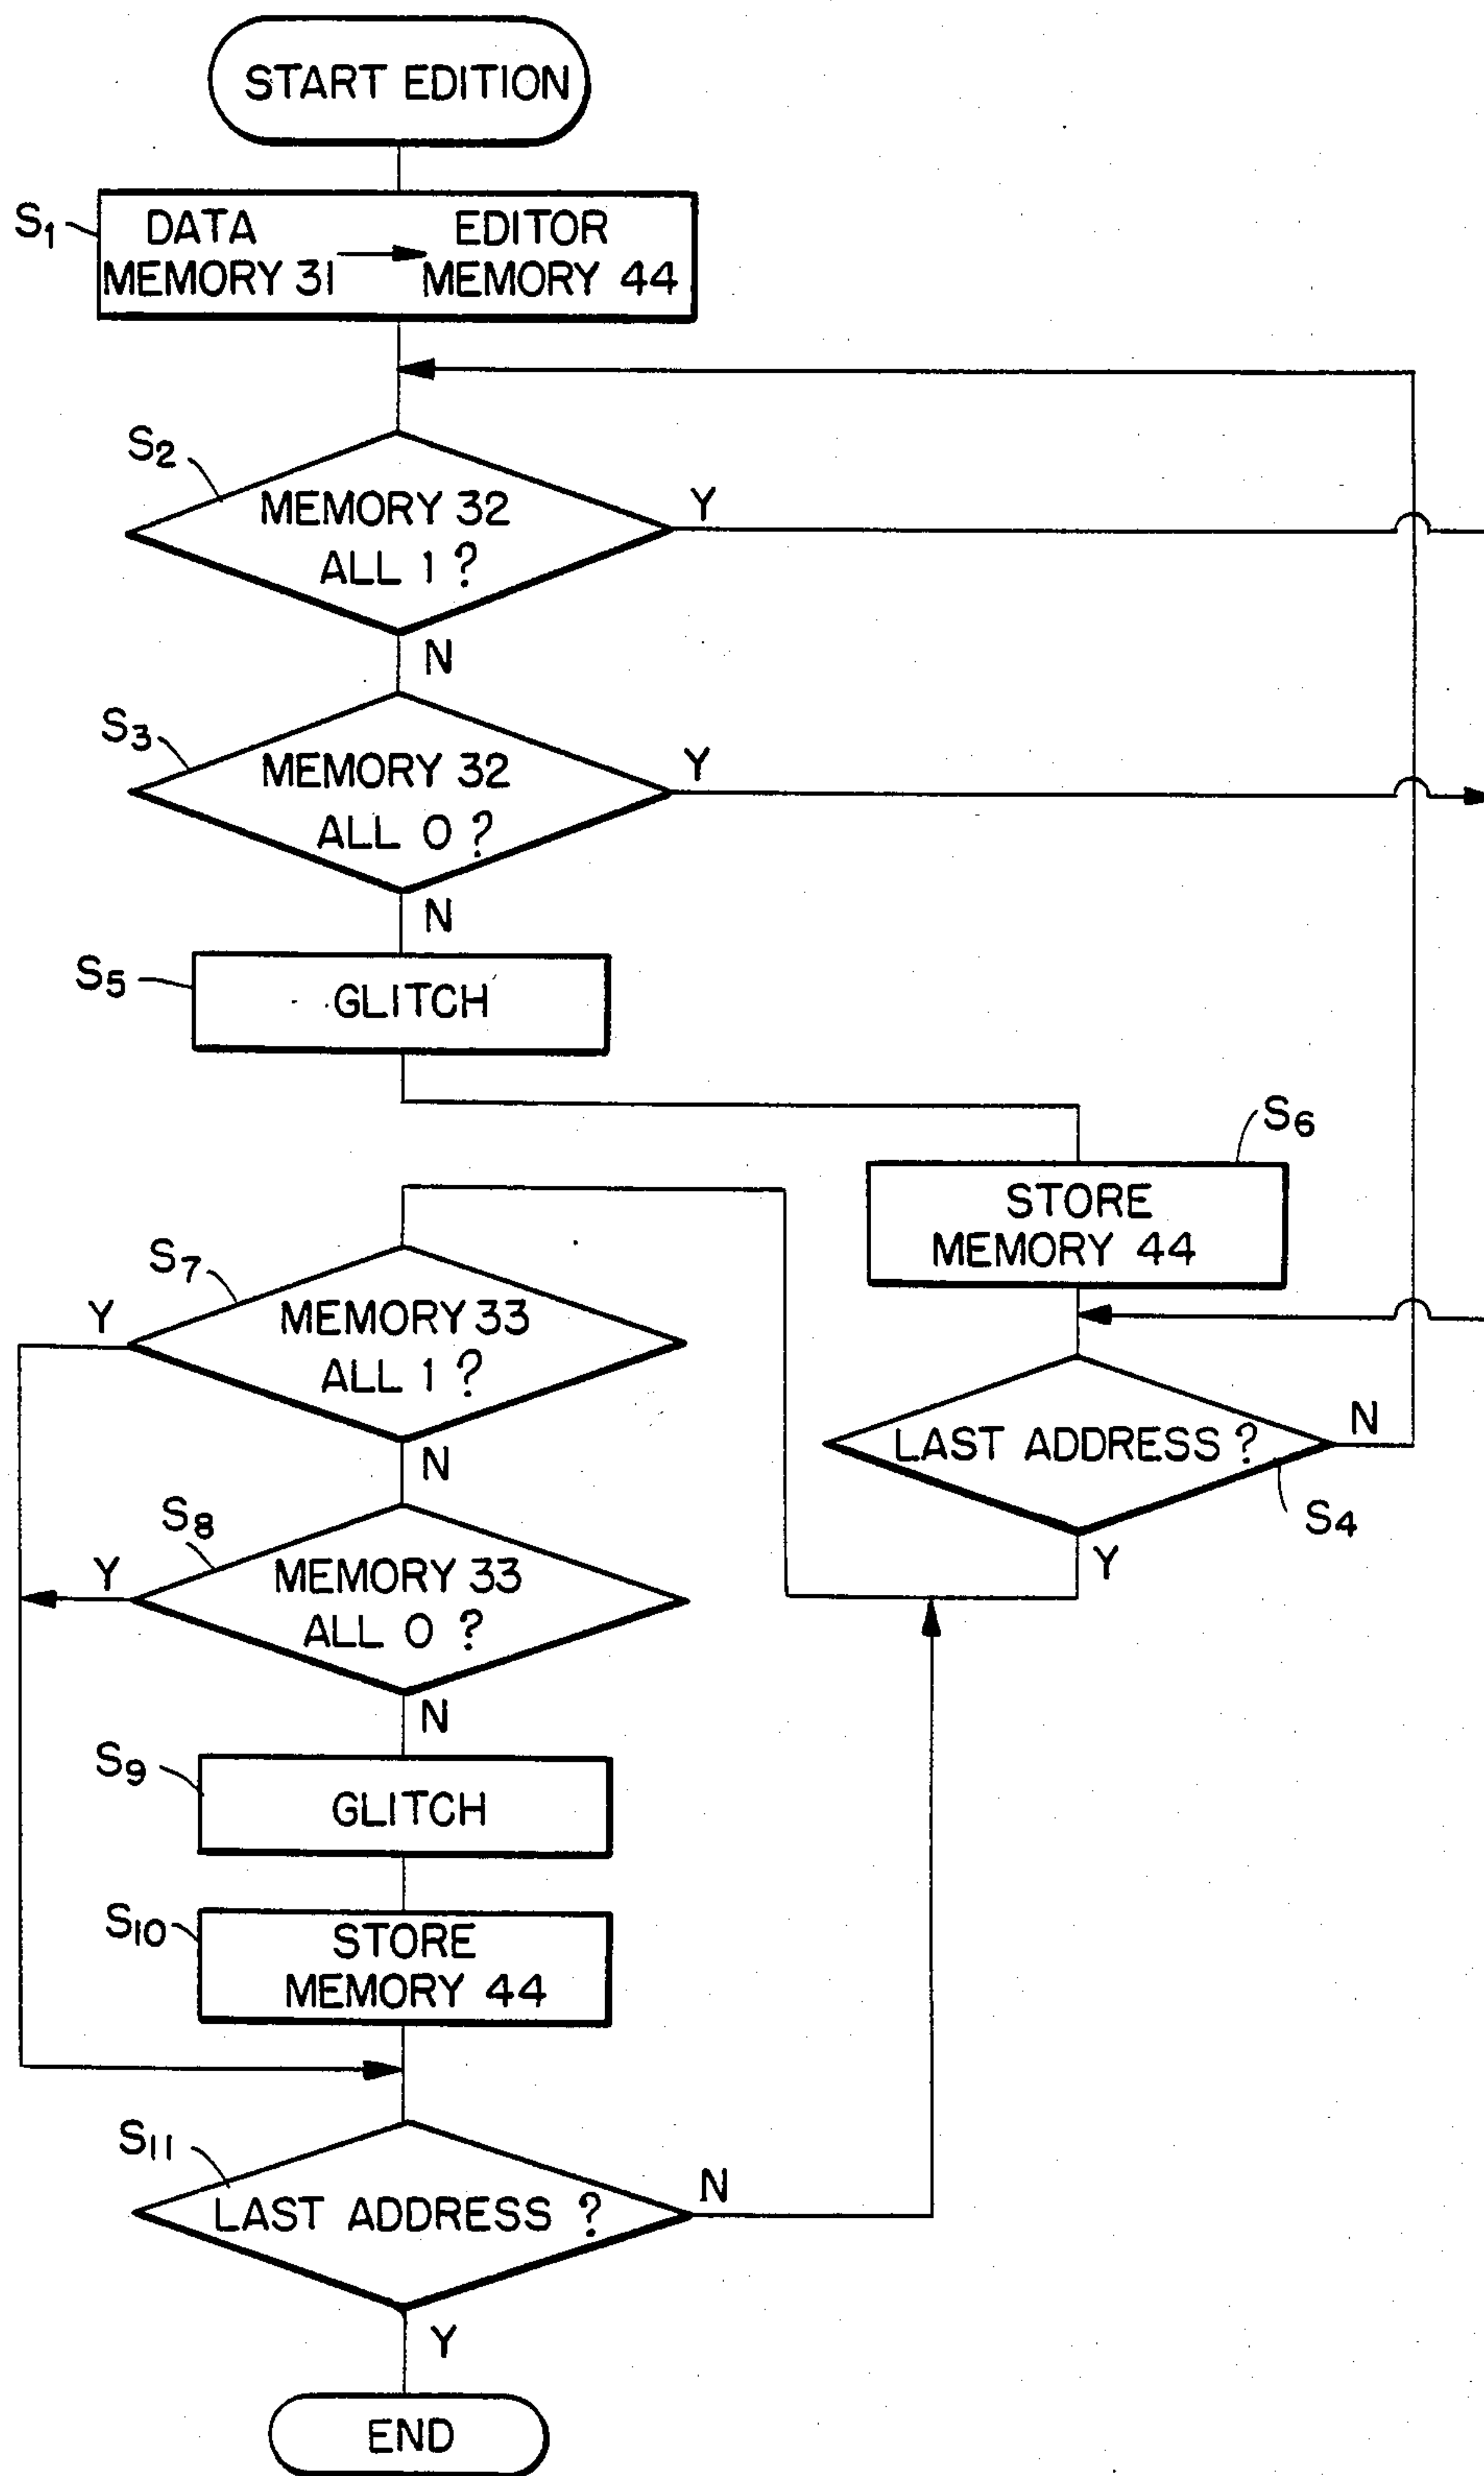 START EDITION
S1
DATA
MEMORY 31
EDITOR
MEMORY 44
S2
MEMORY 32
ALL 1 ?
Y
N
S3
MEMORY 32
ALL 0 ?
Y
N
S5
GLITCH
S6
STORE
MEMORY 44
S4
LAST ADDRESS ?
N
Y
S7
MEMORY 33
ALL 1 ?
Y
N
S8
MEMORY 33
ALL 0 ?
Y
N
S9
GLITCH
S10
STORE
MEMORY 44
S11
LAST ADDRESS ?
N
Y
END